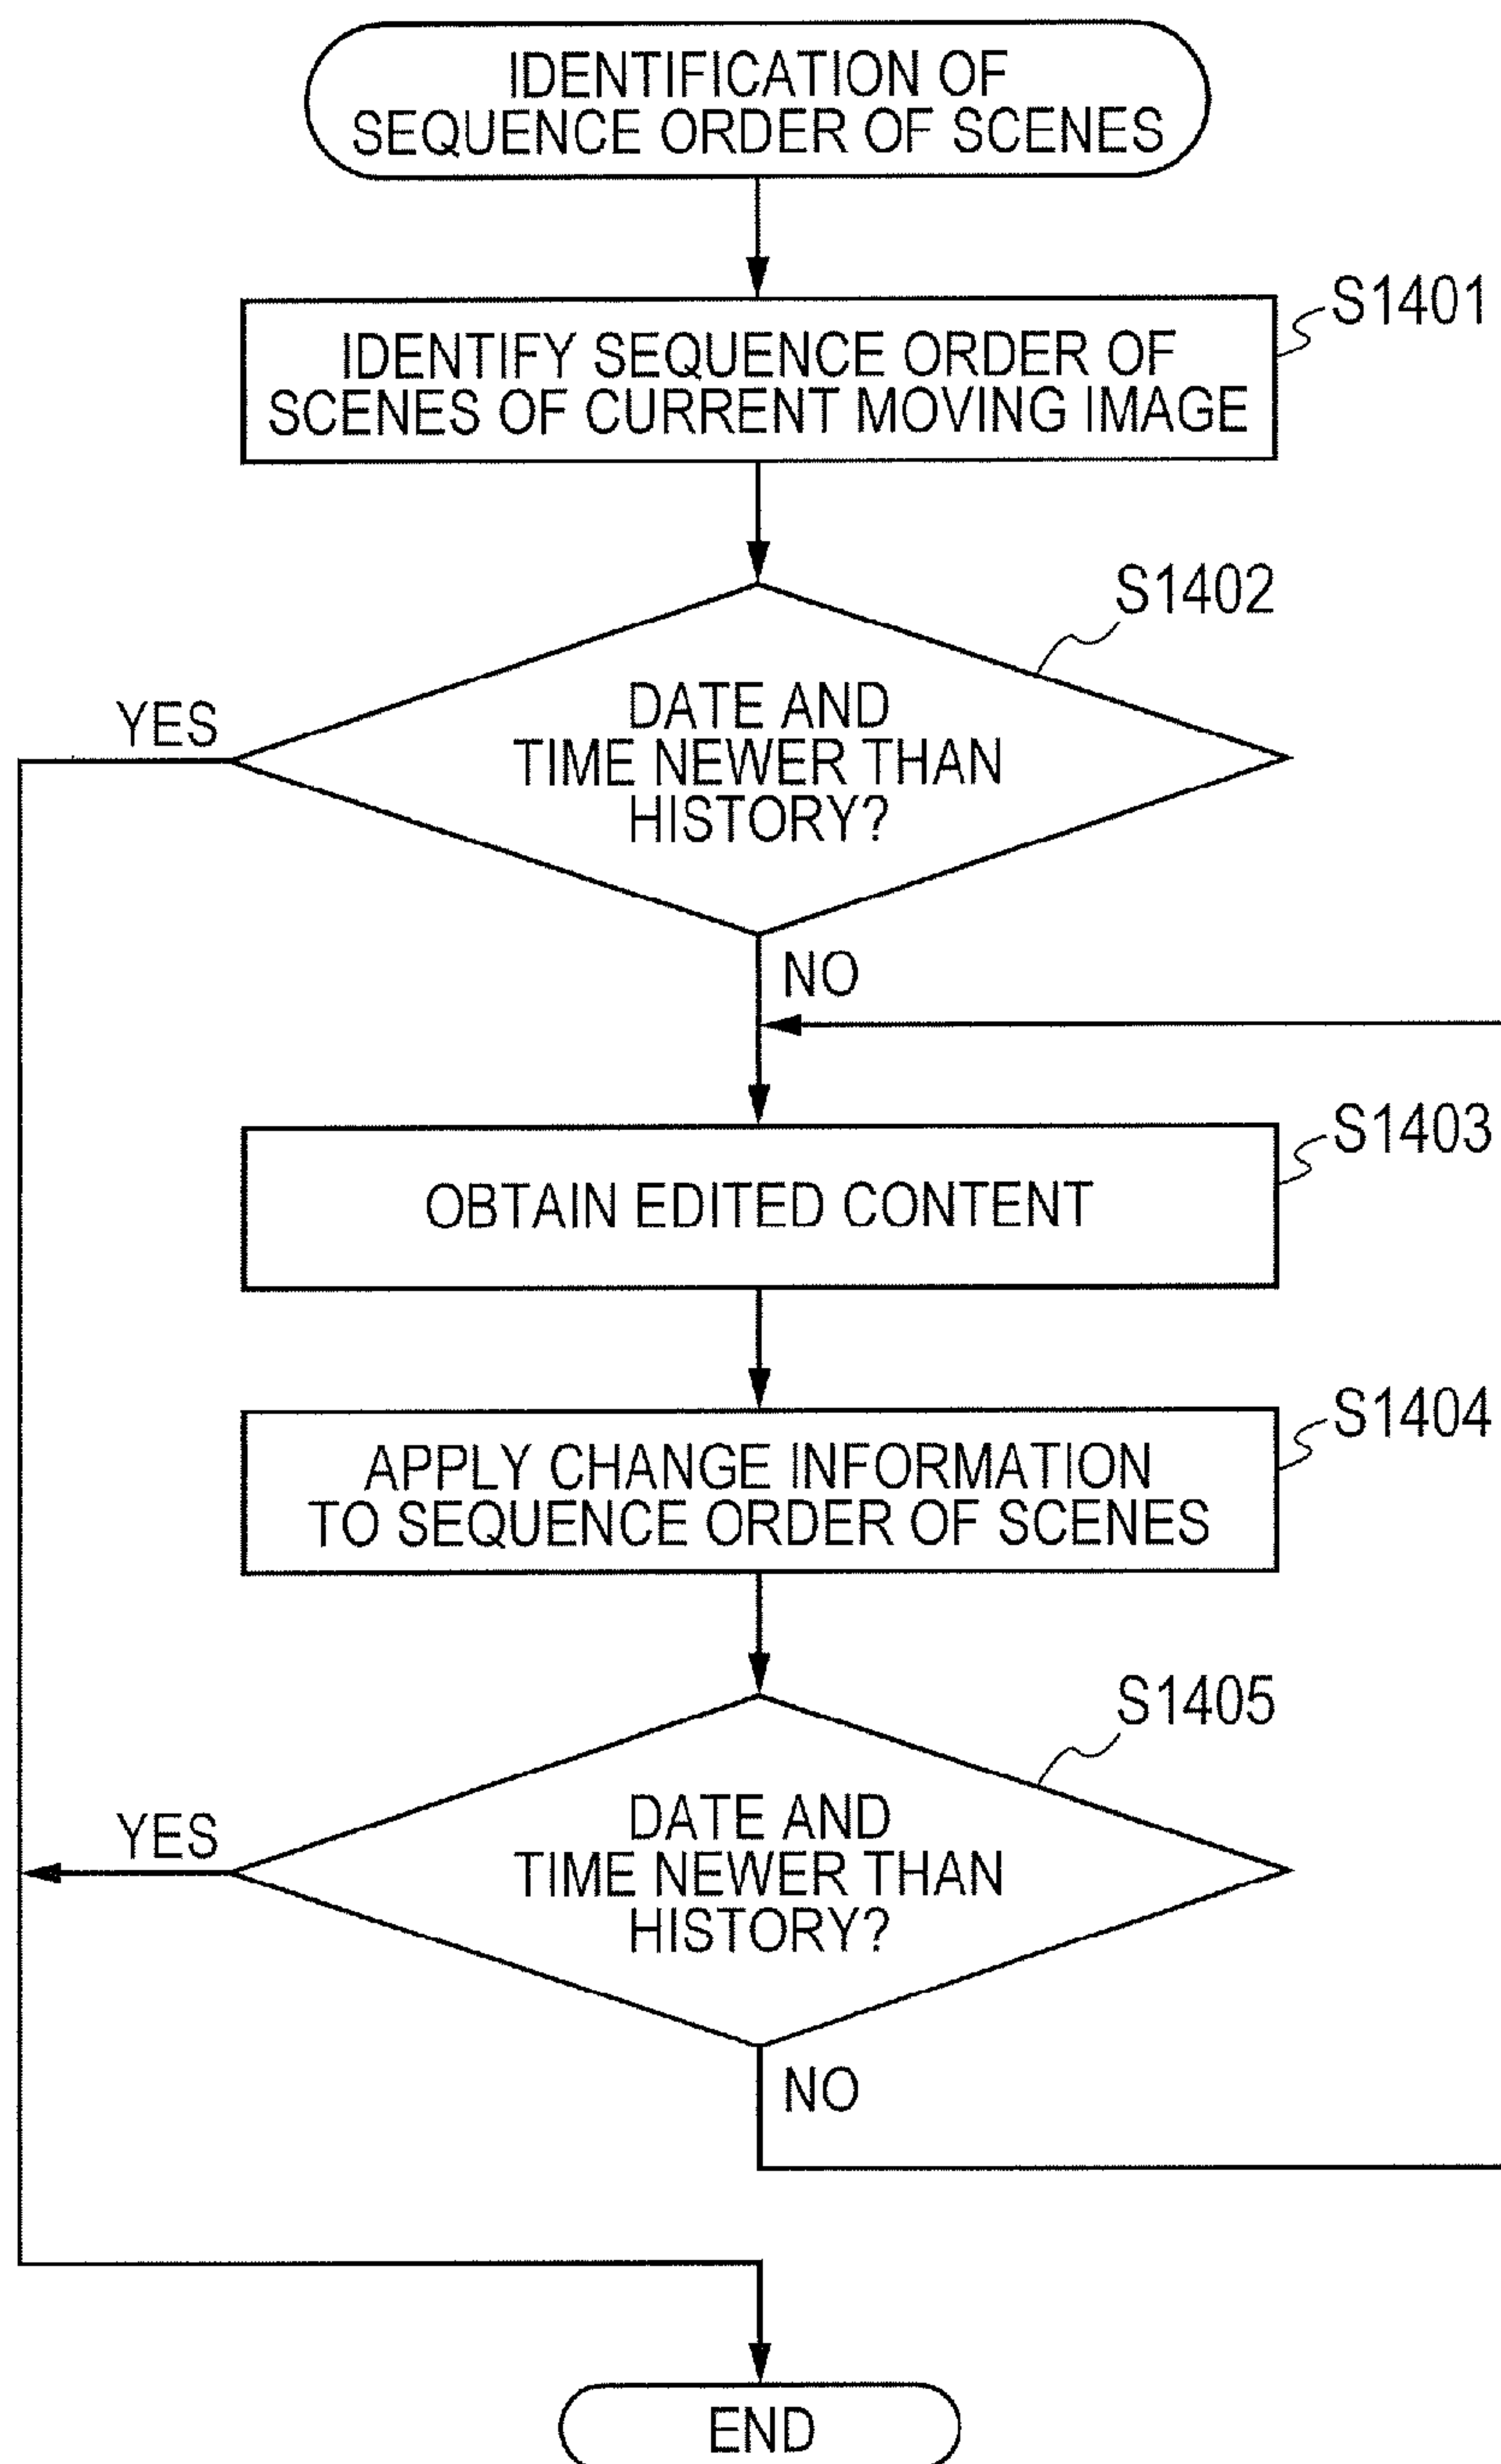 IDENTIFICATION OF
SEQUENCE ORDER OF SCENES
S1401
IDENTIFY SEQUENCE ORDER OF
SCENES OF CURRENT MOVING IMAGE
S1402
YES
DATE AND
TIME NEWER THAN
HISTORY?
NO
S1403
OBTAIN EDITED CONTENT
S1404
APPLY CHANGE INFORMATION
TO SEQUENCE ORDER OF SCENES
S1405
YES
DATE AND
TIME NEWER THAN
HISTORY?
NO
END